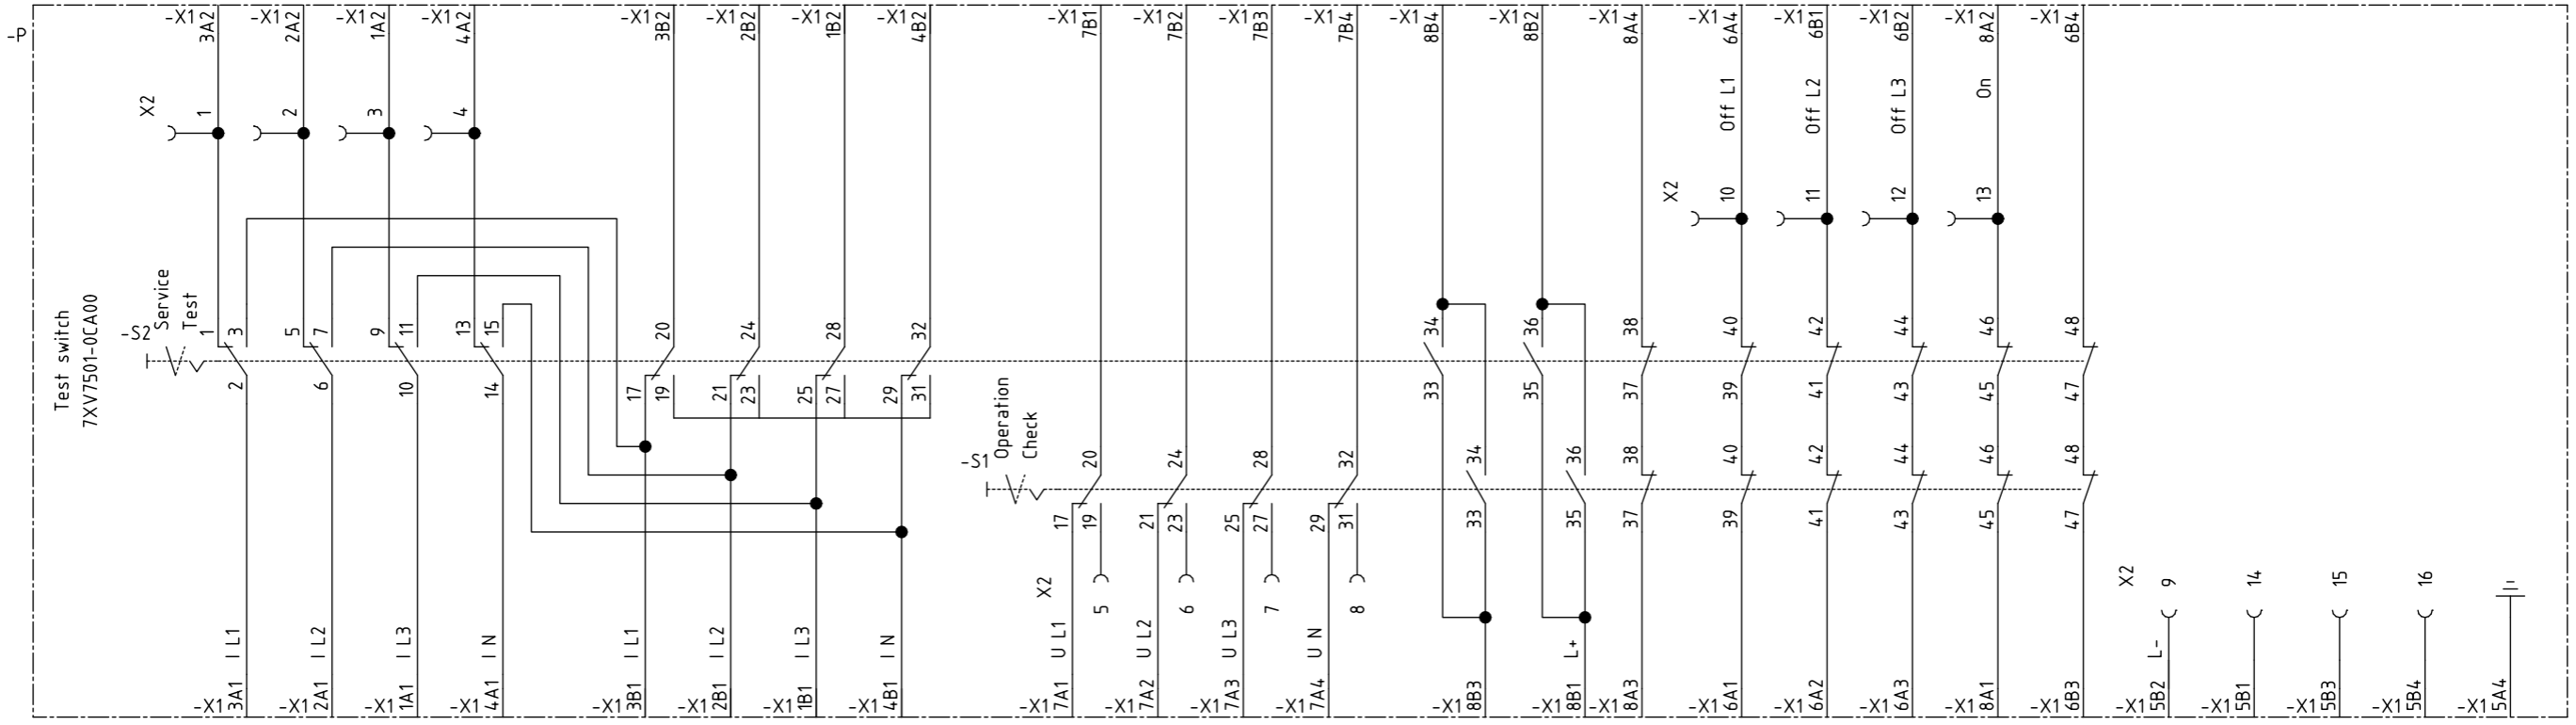 -P
-X1 3A2
-X1 2A2
-X1 1A2
-X1 4A2
-X1 3B2
-X1 2B2
-X1 1B2
-X1 4B2
-X1 7B1
-X1 7B2
-X1 7B3
-X1 7B4
-X1 8B4
-X1 8B2
-X1 8A4
-X1 6A4
-X1 6B1
-X1 6B2
-X1 8A2
-X1 6B4
Off L1
Off L2
Off L3
On
X2
1
2
3
4
X2
10
11
12
13
Test switch
7XV7501-0CA00
-S2
Service
Test
1
3
5
7
9
11
13
15
20
24
28
32
34
36
38
40
42
44
46
48
2
6
10
14
17
19
21
23
25
27
29
31
33
35
37
39
41
43
45
47
-S1
Operation
Check
20
24
28
32
34
36
38
40
42
44
46
48
17
19
21
23
25
27
29
31
33
35
37
39
41
43
45
47
X2
5
6
7
8
X2
9
14
15
16
I L1
I L2
I L3
I N
I L1
I L2
I L3
I N
U L1
U L2
U L3
U N
L+
L-
-X1 3A1
-X1 2A1
-X1 1A1
-X1 4A1
-X1 3B1
-X1 2B1
-X1 1B1
-X1 4B1
-X1 7A1
-X1 7A2
-X1 7A3
-X1 7A4
-X1 8B3
-X1 8B1
-X1 8A3
-X1 6A1
-X1 6A2
-X1 6A3
-X1 8A1
-X1 6B3
-X1 5B2
-X1 5B1
-X1 5B3
-X1 5B4
-X1 5A4